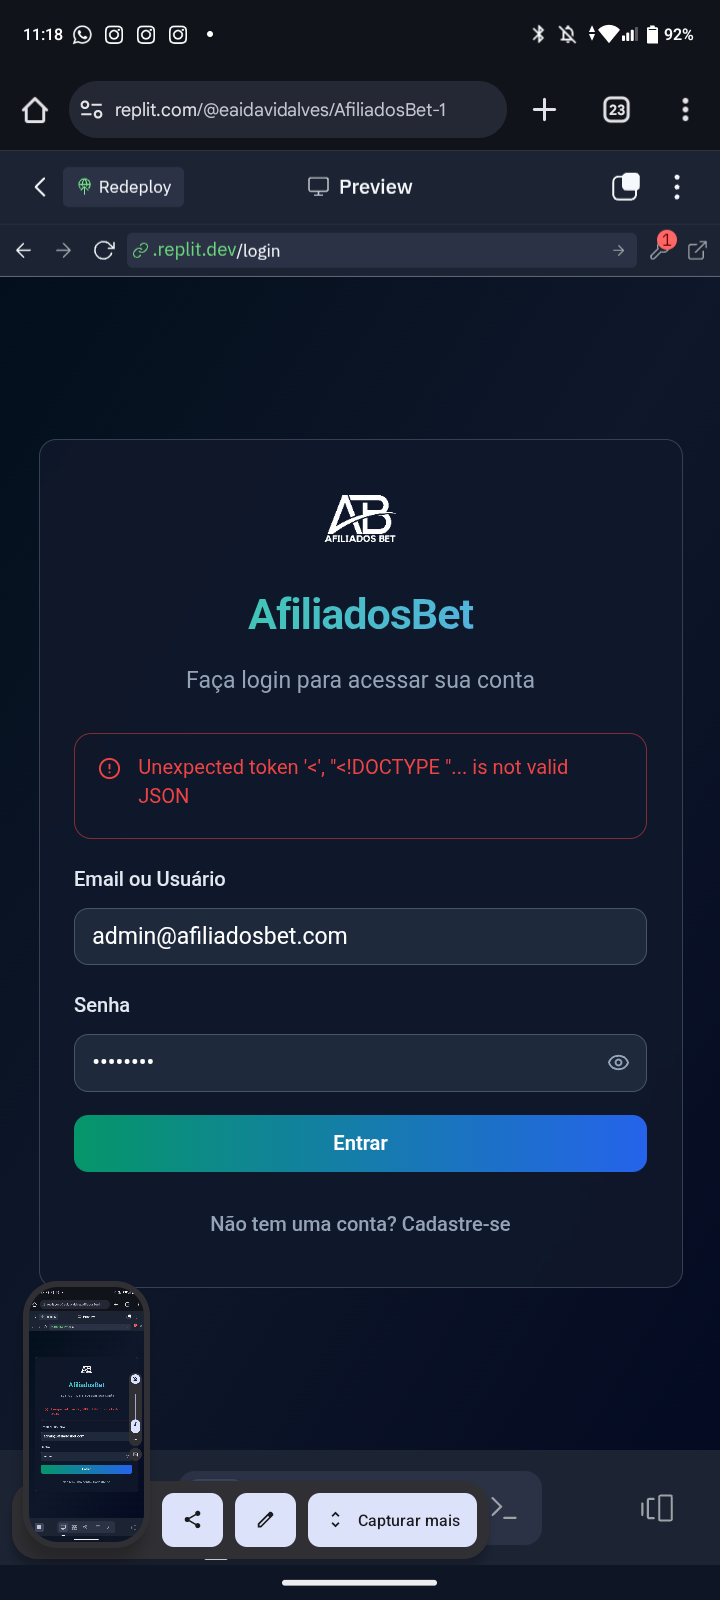 11:18
92%
replit.com/@eaidavidalves/AfiliadosBet-1
23
Redeploy
Preview
.replit.dev/login
1
AB
AFILIADOS BET
AfiliadosBet
Faça login para acessar sua conta
Unexpected token '<', "<!DOCTYPE "... is not valid
JSON
Email ou Usuário
admin@afiliadosbet.com
Senha
Entrar
Não tem uma conta? Cadastre-se
Capturar mais